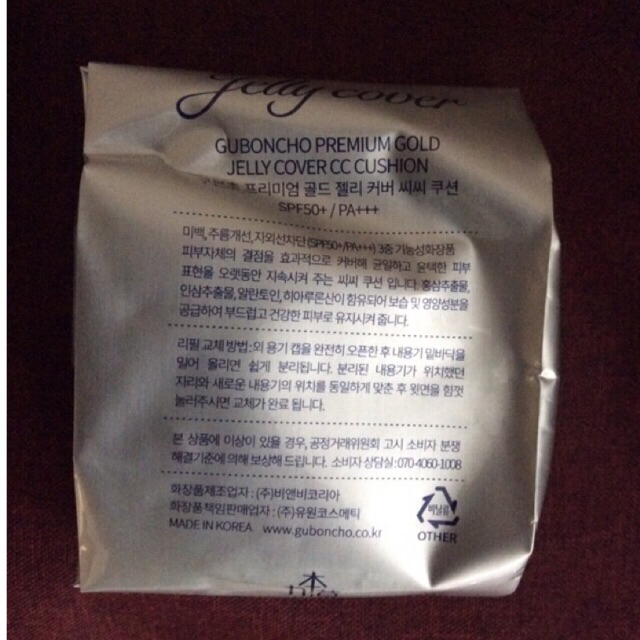 Jelly cover
GUBONCHO PREMIUM GOLD
JELLY COVER CC CUSHION
프리미엄 골드 젤리 커버 씨씨 쿠션
SPF50+ / PA+++
미백, 주름개선, 자외선차단(SPF50+/PA+++) 3중 기능성화장품
피부자체의 결점을 효과적으로 커버해 균일하고 윤택한 피부
표현을 오랫동안 지속시켜 주는 씨씨 쿠션 입니다. 홍삼추출물,
인삼추출물, 알란토인, 히아루론산이 함유되어 보습 및 영양성분을
공급하여 부드럽고 건강한 피부로 유지시켜 줍니다.
리필 교체 방법 : 외 용기 캡을 완전히 오픈한 후 내용기 밑바닥을
밀어 올리면 쉽게 분리됩니다. 분리된 내용기가 위치했던
자리와 새로운 내용기의 위치를 동일하게 맞춘 후 윗면을 힘껏
눌러주시면 교체가 완료 됩니다.
본 상품에 이상이 있을 경우, 공정거래위원회 고시 소비자 분쟁
해결기준에 의해 보상해 드립니다. 소비자 상담실 : 070-4060-1008
화장품제조업자 : (주)비앤비코리아
화장품책임판매업자 : (주)유원코스메틱
MADE IN KOREA www.guboncho.co.kr
비닐류
OTHER